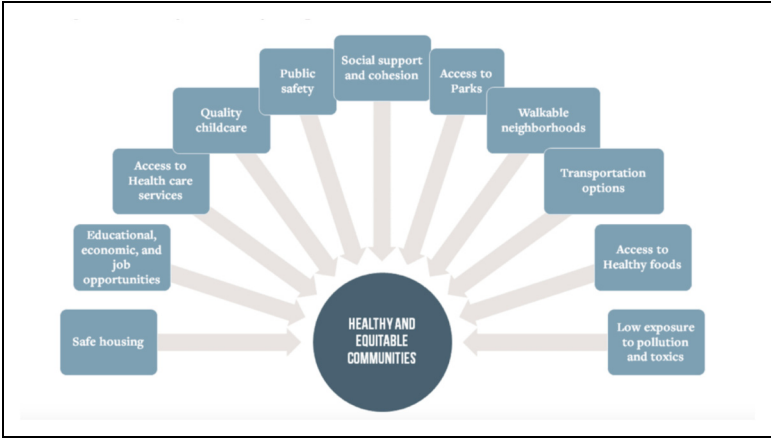 Social support
and cohesion
Public
safety
Access to
Parks
Quality
childcare
Walkable
neighborhoods
Access to
Health care
services
Transportation
options
Educational,
economic, and
job
opportunities
Access to
Healthy foods
Safe housing
HEALTHY AND
EQUITABLE
COMMUNITIES
Low exposure
to pollution
and toxics